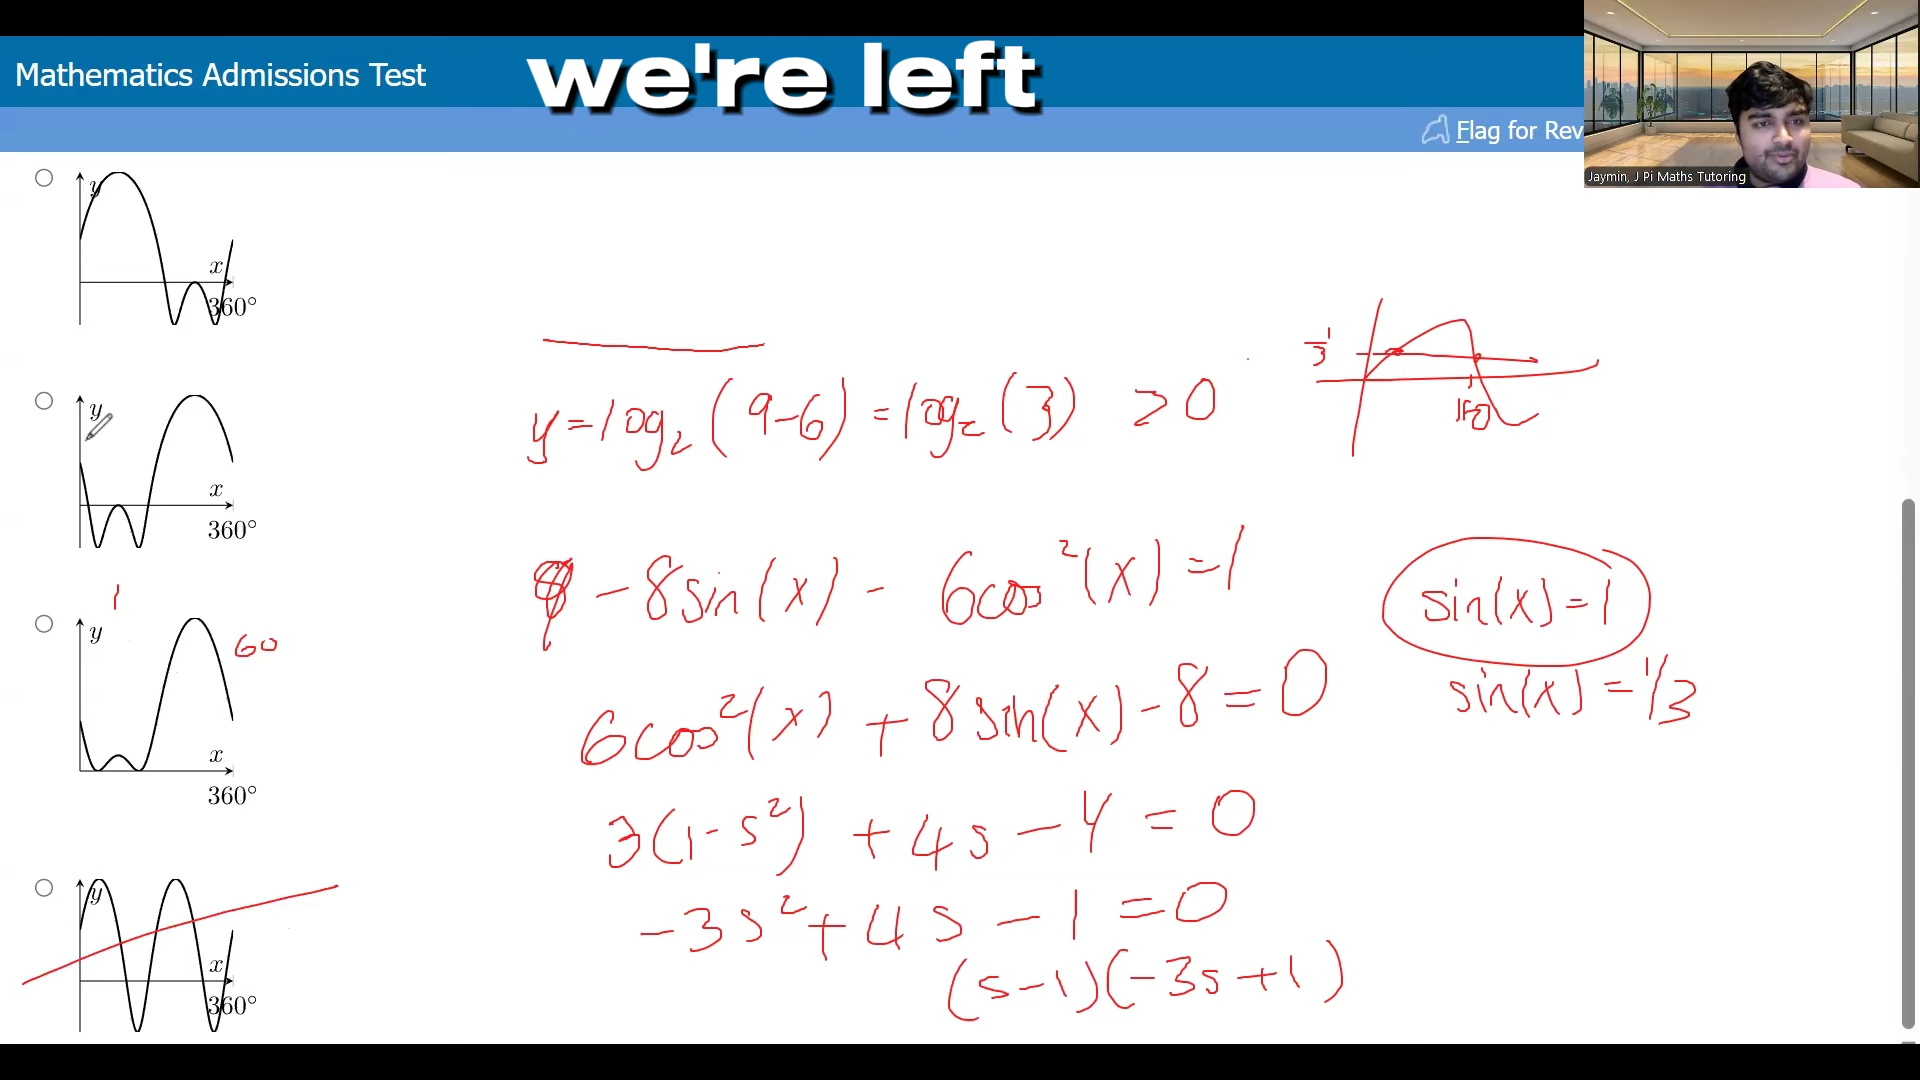 Mathematics Admissions Test
we're left
Flag for Rev
Jaymin, J Pi Maths Tutoring
y
x
360°
y
x
360°
1
y
60
x
360°
y
x
360°
y = log₂ (9-6) = log₂ (3) ≥ 0
1/3
180
9 - 8sin(x) - 6cos²(x) = 1
6cos²(x) + 8sin(x) - 8 = 0
3(1-s²) + 4s - 4 = 0
-3s² + 4s - 1 = 0
(s-1)(-3s+1)
sin(x) = 1
sin(x) = 1/3